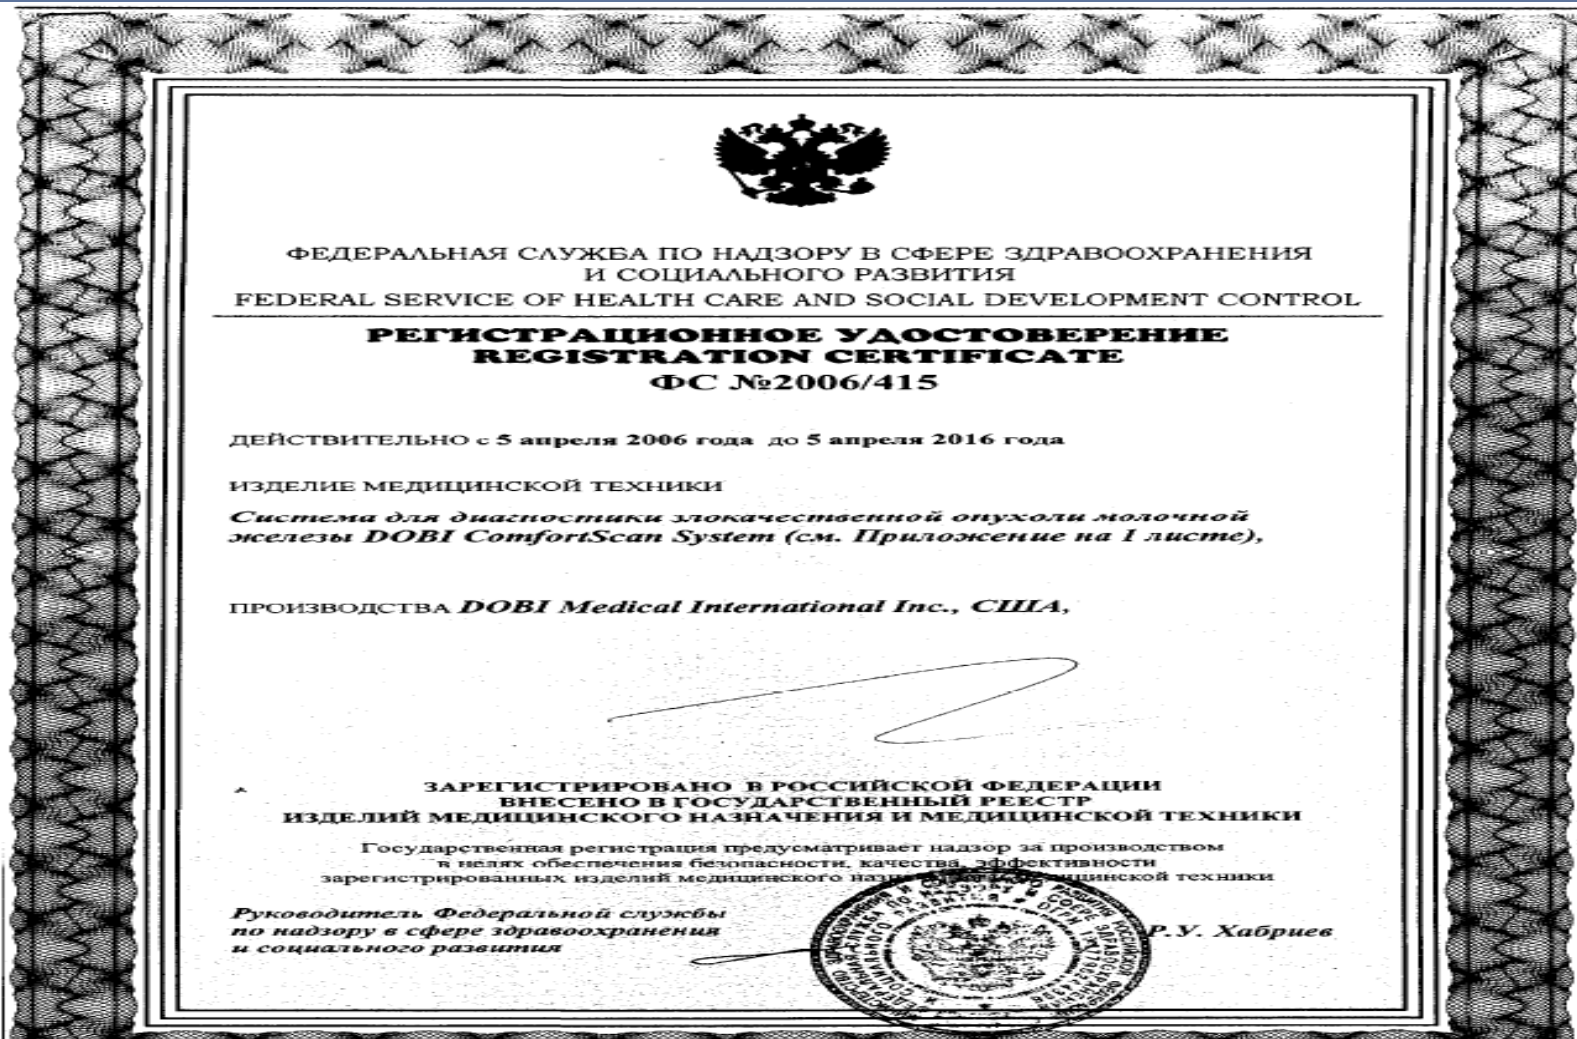 ФЕДЕРАЛЬНАЯ СЛУЖБА ПО НАДЗОРУ В СФЕРЕ ЗДРАВООХРАНЕНИЯ
И СОЦИАЛЬНОГО РАЗВИТИЯ
FEDERAL SERVICE OF HEALTH CARE AND SOCIAL DEVELOPMENT CONTROL
РЕГИСТРАЦИОННОЕ УДОСТОВЕРЕНИЕ
REGISTRATION CERTIFICATE
ФС №2006/415
ДЕЙСТВИТЕЛЬНО с 5 апреля 2006 года до 5 апреля 2016 года
ИЗДЕЛИЕ МЕДИЦИНСКОЙ ТЕХНИКИ
Система для диагностики злокачественной опухоли молочной
железы DOBI ComfortScan System (см. Приложение на 1 листе),
ПРОИЗВОДСТВА DOBI Medical International Inc., США,
ЗАРЕГИСТРИРОВАНО В РОССИЙСКОЙ ФЕДЕРАЦИИ
ВНЕСЕНО В ГОСУДАРСТВЕННЫЙ РЕЕСТР
ИЗДЕЛИЙ МЕДИЦИНСКОГО НАЗНАЧЕНИЯ И МЕДИЦИНСКОЙ ТЕХНИКИ
Государственная регистрация предусматривает надзор за производством
в целях обеспечения безопасности, качества, эффективности
зарегистрированных изделий медицинского техники
Руководитель Федеральной службы
по надзору в сфере здравоохранения
и социального развития
Р.У. Хабриев